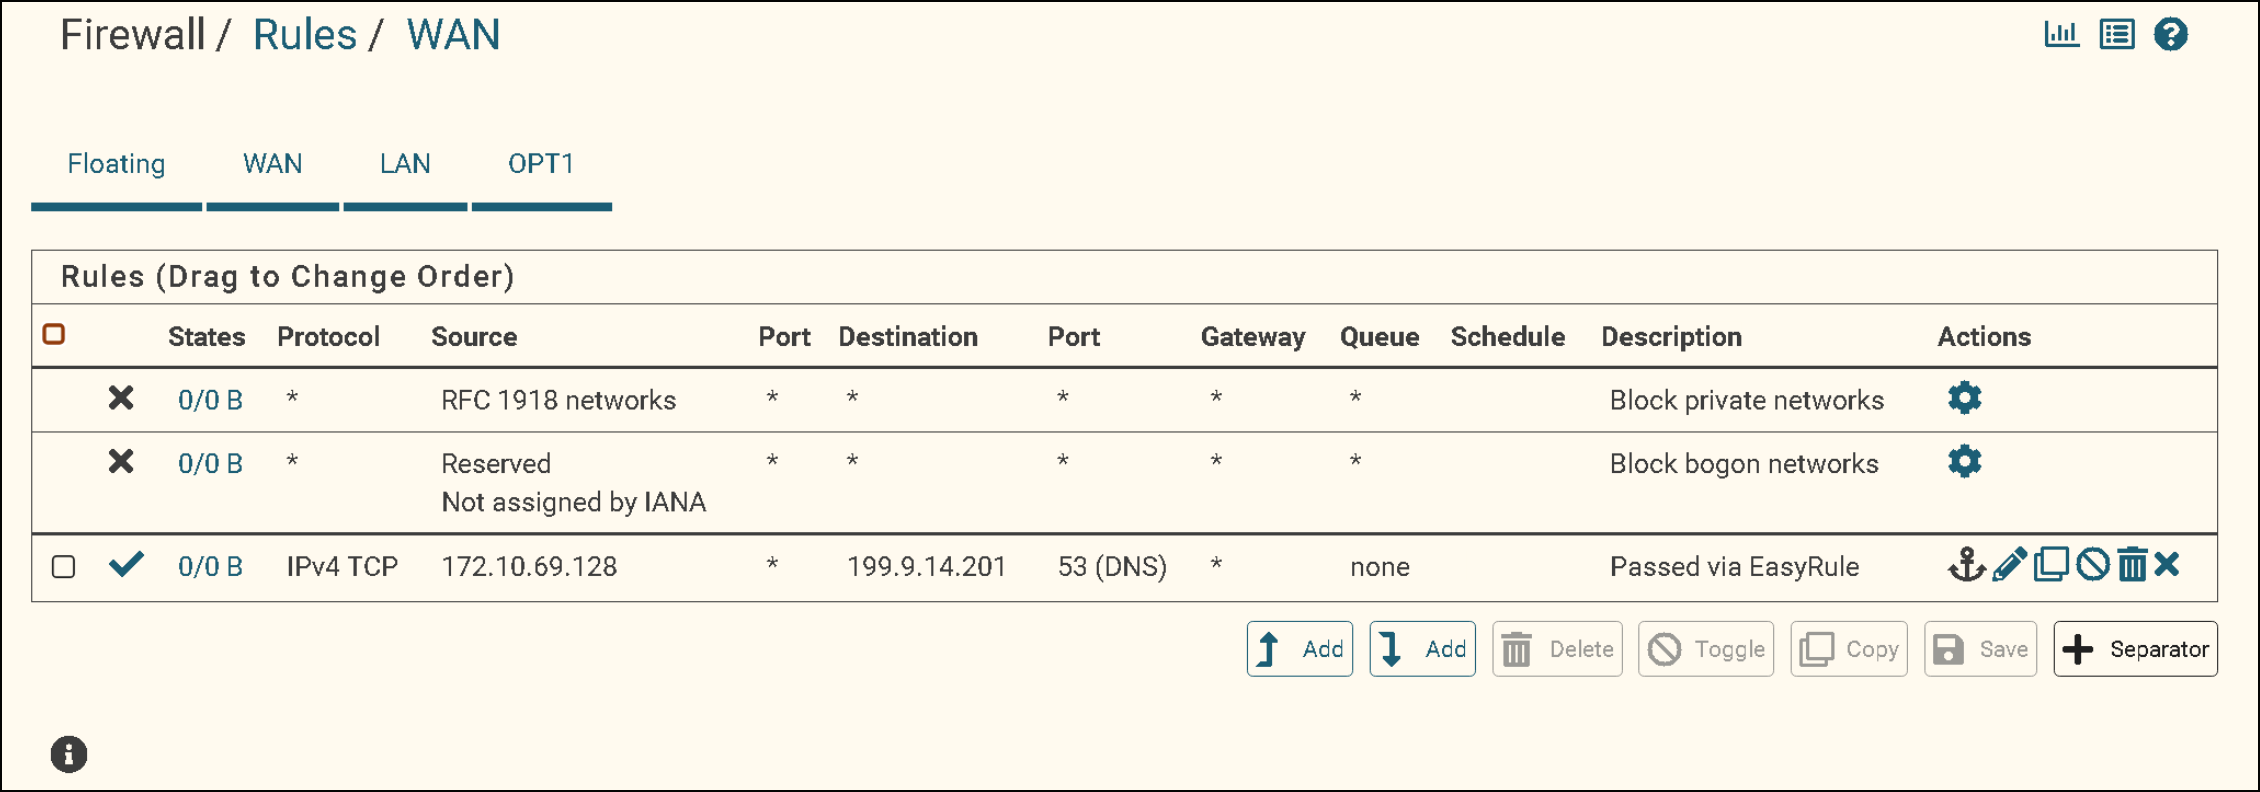 Firewall / Rules / WAN
Floating WAN LAN OPT1
Rules (Drag to Change Order)
States Protocol Source Port Destination Port Gateway Queue Schedule Description Actions
0/0 B * RFC 1918 networks * * * * * Block private networks
0/0 B * Reserved * * * * * Block bogon networks
Not assigned by IANA
0/0 B IPv4 TCP 172.10.69.128 * 199.9.14.201 53 (DNS) * none Passed via EasyRule
Add Add Delete Toggle Copy Save Separator